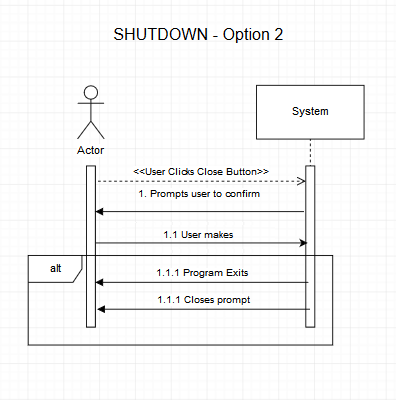 SHUTDOWN - Option 2
System
Actor
<<User Clicks Close Button>>
1. Prompts user to confirm
1.1 User makes
alt
1.1.1 Program Exits
1.1.1 Closes prompt